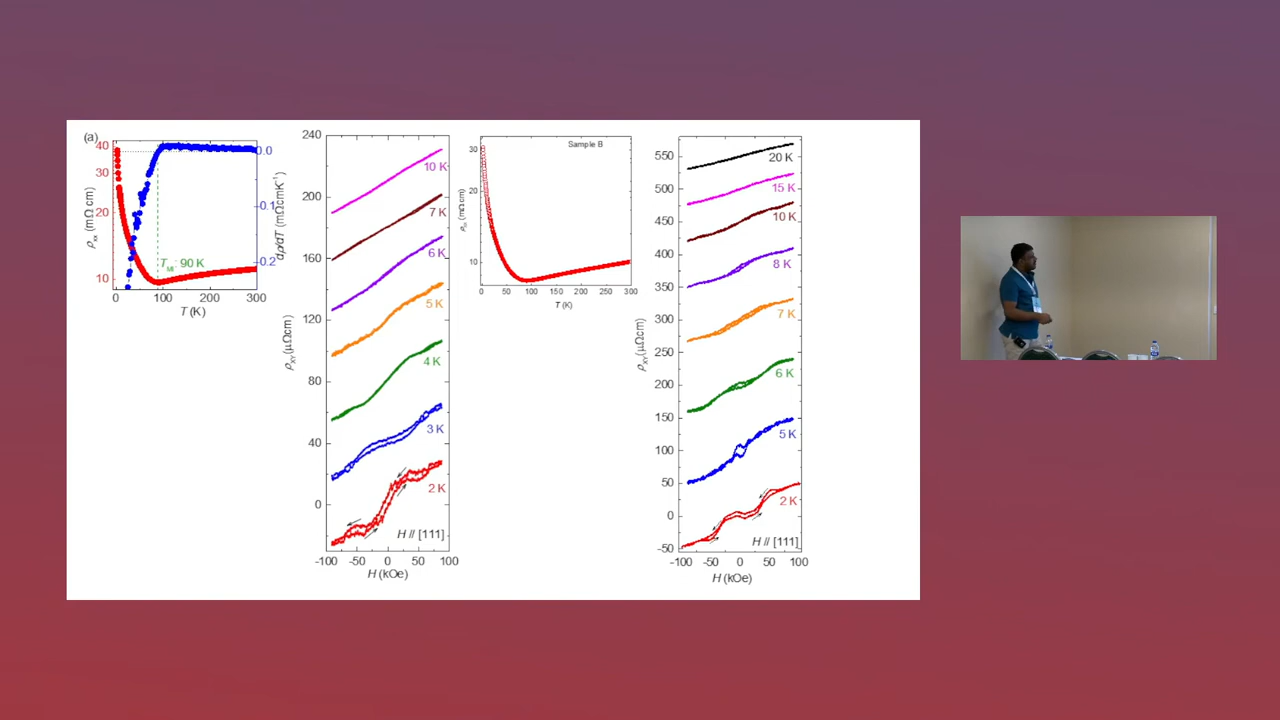 (a)
40
30
20
10
ρxx (mΩ cm)
0.0
-0.1
-0.2
dρ/dT (mΩcmK⁻¹)
TMI ~ 90 K
0 100 200 300
T (K)
240
200
160
120
80
40
0
ρXY (μΩcm)
10 K
7 K
6 K
5 K
4 K
3 K
2 K
H // [111]
-100 -50 0 50 100
H (kOe)
Sample B
30
20
10
(mΩ cm)
0 50 100 150 200 250 300
T (K)
550
500
450
400
350
300
250
200
150
100
50
0
-50
ρXY (μΩcm)
20 K
15 K
10 K
8 K
7 K
6 K
5 K
2 K
H // [111]
-100 -50 0 50 100
H (kOe)